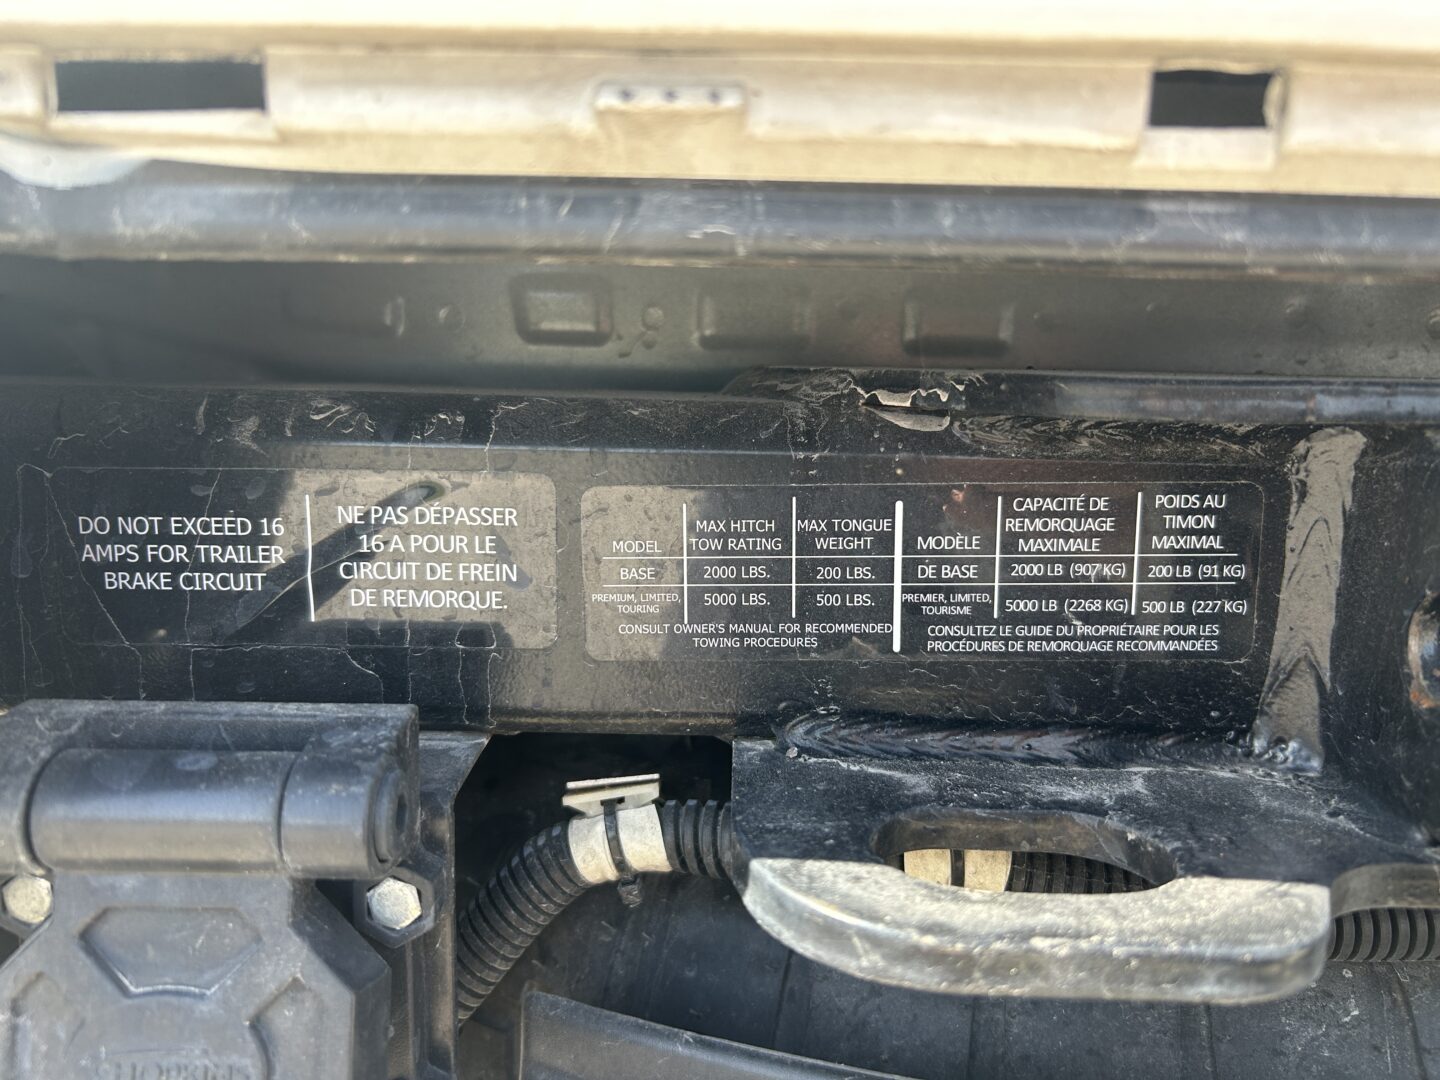 DO NOT EXCEED 16
AMPS FOR TRAILER
BRAKE CIRCUIT
NE PAS DÉPASSER
16 A POUR LE
CIRCUIT DE FREIN
DE REMORQUE.
MODEL
MAX HITCH
TOW RATING
MAX TONGUE
WEIGHT
BASE
2000 LBS.
200 LBS.
PREMIUM, LIMITED,
TOURING
5000 LBS.
500 LBS.
CONSULT OWNER'S MANUAL FOR RECOMMENDED
TOWING PROCEDURES
MODÈLE
CAPACITÉ DE
REMORQUAGE
MAXIMALE
POIDS AU
TIMON
MAXIMAL
DE BASE
2000 LB (907 KG)
200 LB (91 KG)
PREMIER, LIMITED,
TOURISME
5000 LB (2268 KG)
500 LB (227 KG)
CONSULTEZ LE GUIDE DU PROPRIÉTAIRE POUR LES
PROCÉDURES DE REMORQUAGE RECOMMANDÉES
HOPKINS